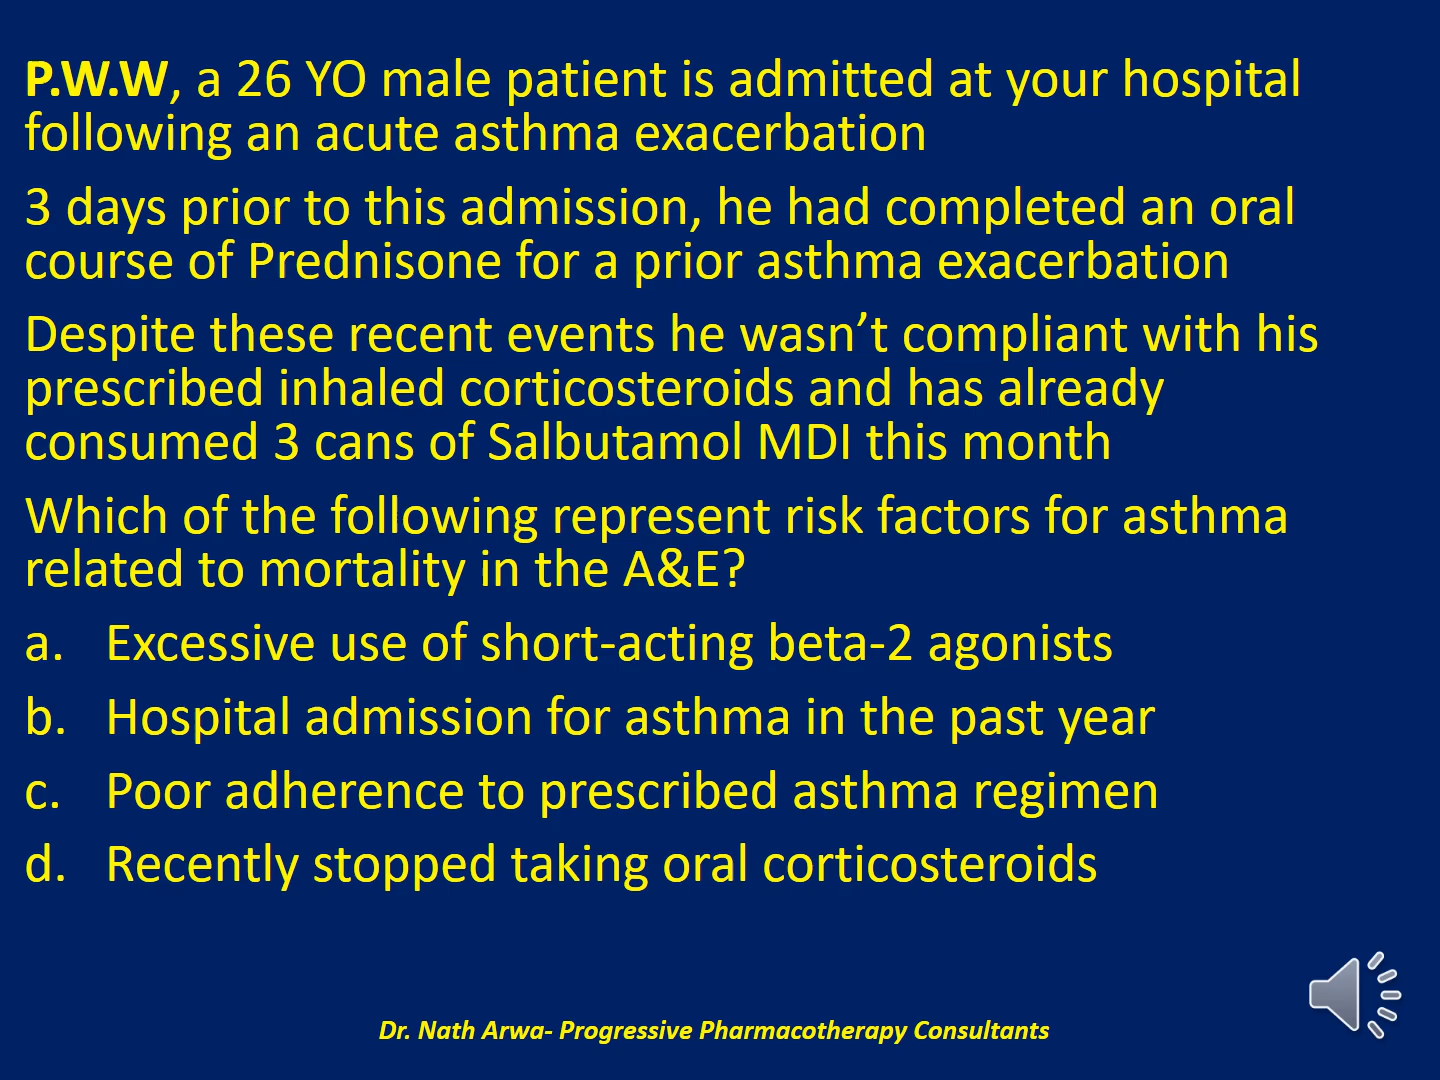 P.W.W, a 26 YO male patient is admitted at your hospital
following an acute asthma exacerbation
3 days prior to this admission, he had completed an oral
course of Prednisone for a prior asthma exacerbation
Despite these recent events he wasn’t compliant with his
prescribed inhaled corticosteroids and has already
consumed 3 cans of Salbutamol MDI this month
Which of the following represent risk factors for asthma
related to mortality in the A&E?
a. Excessive use of short-acting beta-2 agonists
b. Hospital admission for asthma in the past year
c. Poor adherence to prescribed asthma regimen
d. Recently stopped taking oral corticosteroids
Dr. Nath Arwa- Progressive Pharmacotherapy Consultants